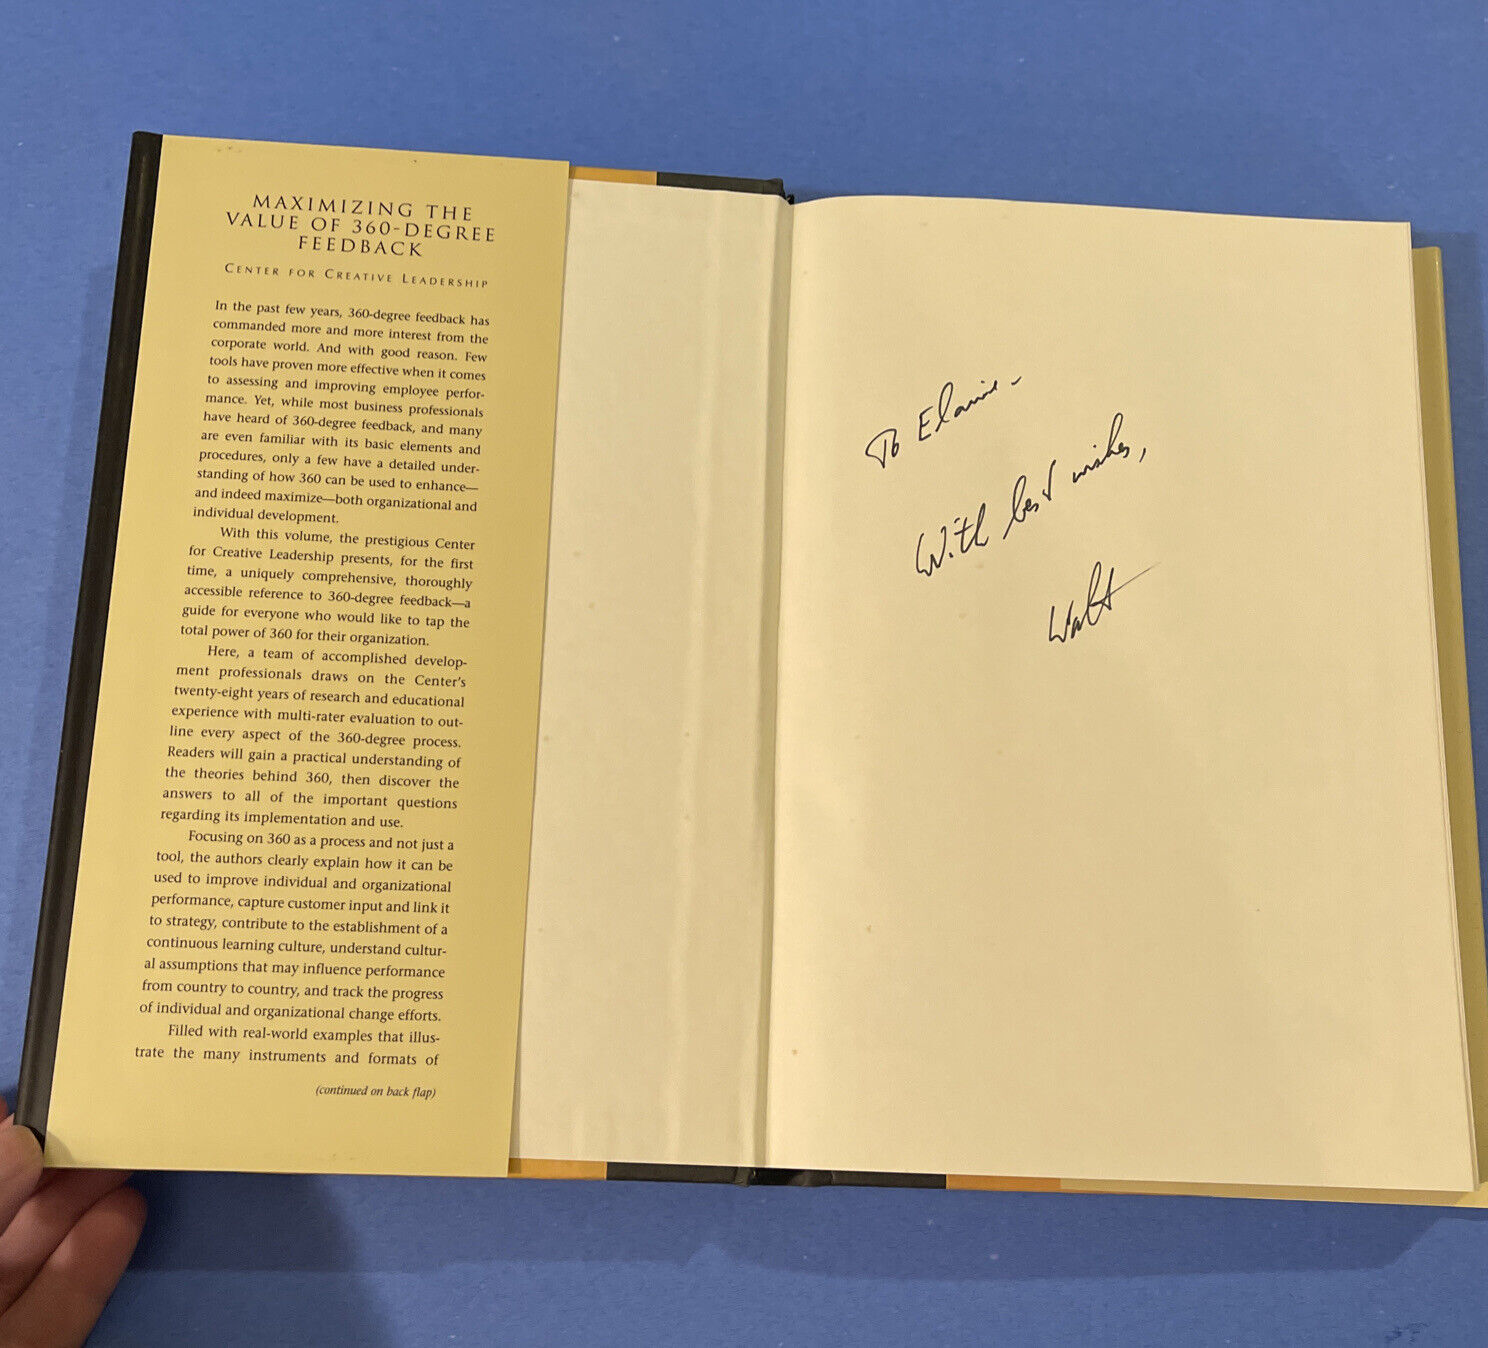 MAXIMIZING THE
VALUE OF 360-DEGREE
FEEDBACK
CENTER FOR CREATIVE LEADERSHIP
In the past few years, 360-degree feedback has
commanded more and more interest from the
corporate world. And with good reason. Few
tools have proven more effective when it comes
to assessing and improving employee perfor-
mance. Yet, while most business professionals
have heard of 360-degree feedback, and many
are even familiar with its basic elements and
procedures, only a few have a detailed under-
standing of how 360 can be used to enhance—
and indeed maximize—both organizational and
individual development.
With this volume, the prestigious Center
for Creative Leadership presents, for the first
time, a uniquely comprehensive, thoroughly
accessible reference to 360-degree feedback—a
guide for everyone who would like to tap the
total power of 360 for their organization.
Here, a team of accomplished develop-
ment professionals draws on the Center's
twenty-eight years of research and educational
experience with multi-rater evaluation to out-
line every aspect of the 360-degree process.
Readers will gain a practical understanding of
the theories behind 360, then discover the
answers to all of the important questions
regarding its implementation and use.
Focusing on 360 as a process and not just a
tool, the authors clearly explain how it can be
used to improve individual and organizational
performance, capture customer input and link it
to strategy, contribute to the establishment of a
continuous learning culture, understand cultur-
al assumptions that may influence performance
from country to country, and track the progress
of individual and organizational change efforts.
Filled with real-world examples that illus-
trate the many instruments and formats of
(continued on back flap)
To Elaine-
With best wishes,
Walt